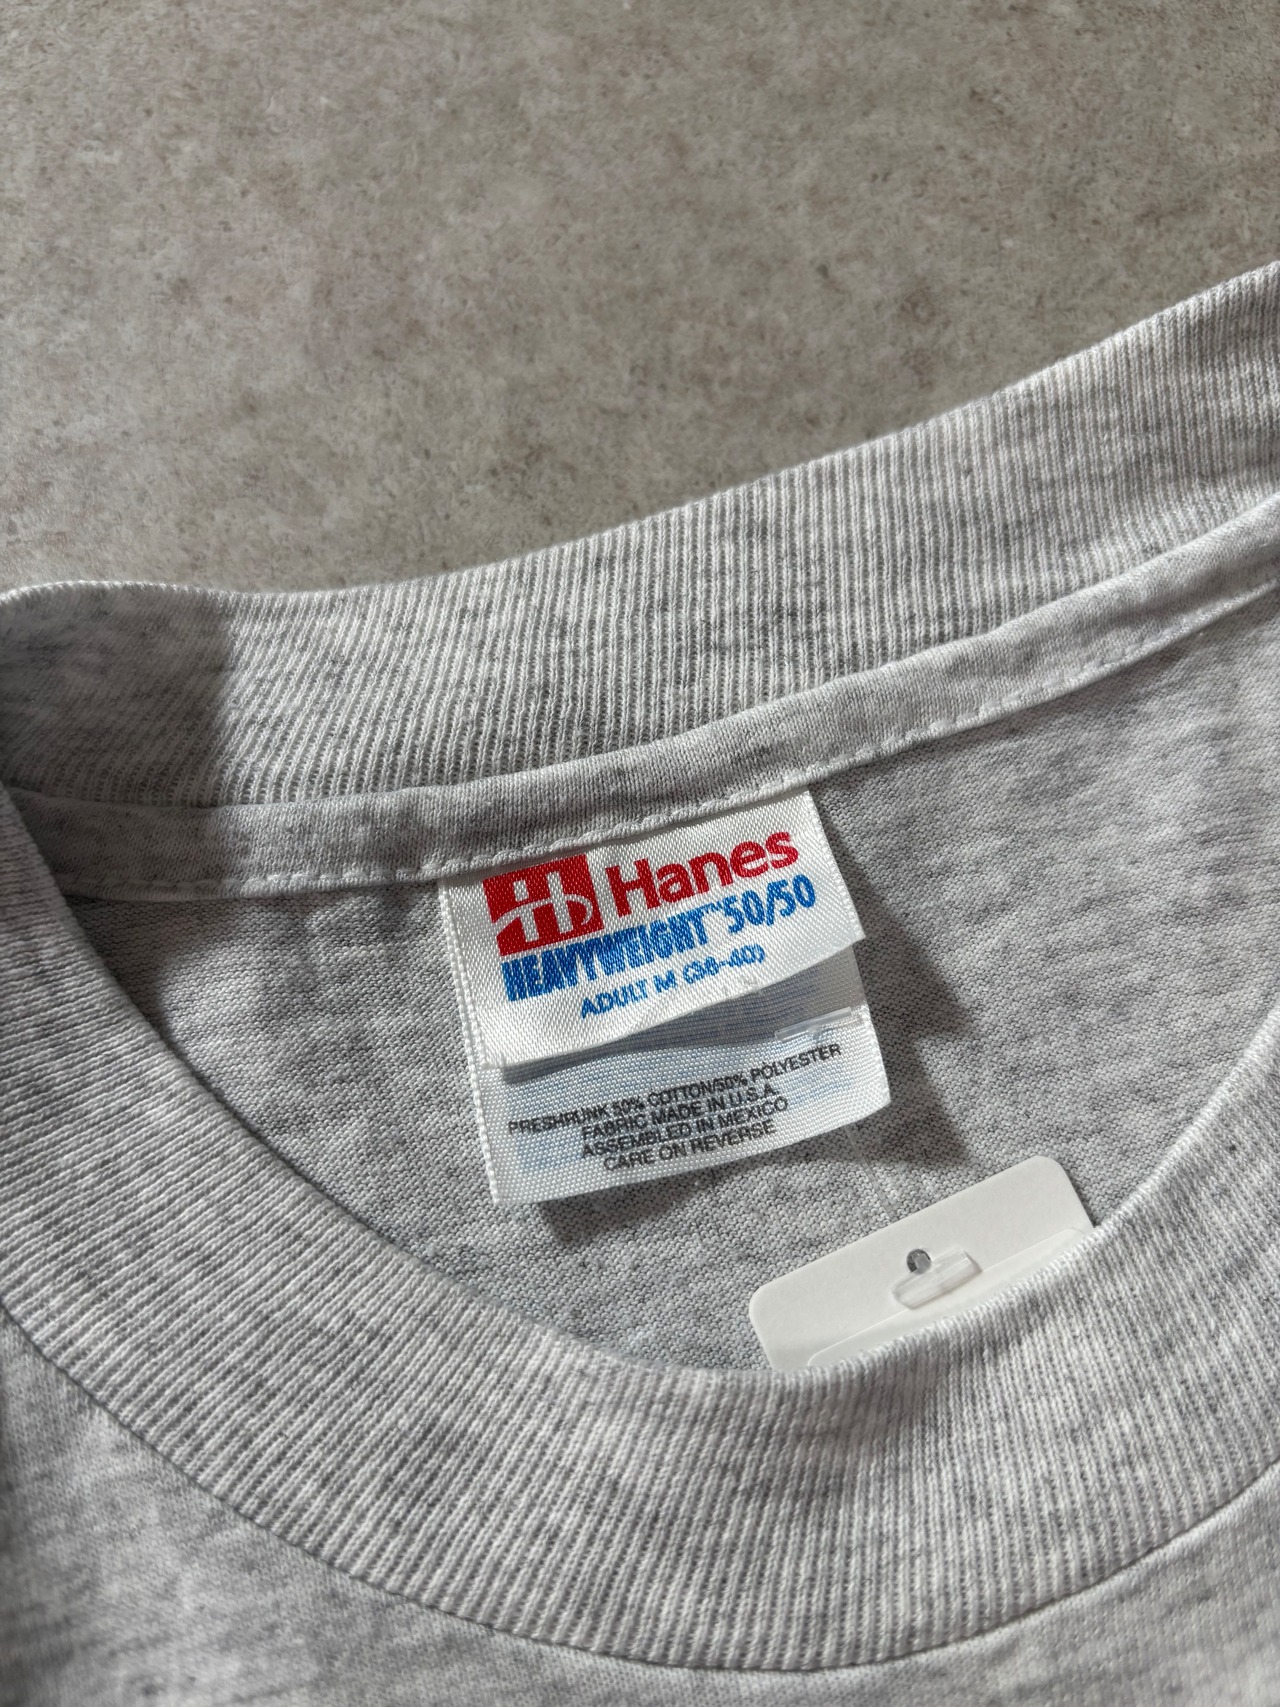 Hanes
HEAVYWEIGHT™ 50/50
ADULT M (38-40)
PRESHRUNK 50% COTTON/50% POLYESTER
FABRIC MADE IN U.S.A.
ASSEMBLED IN MEXICO
CARE ON REVERSE